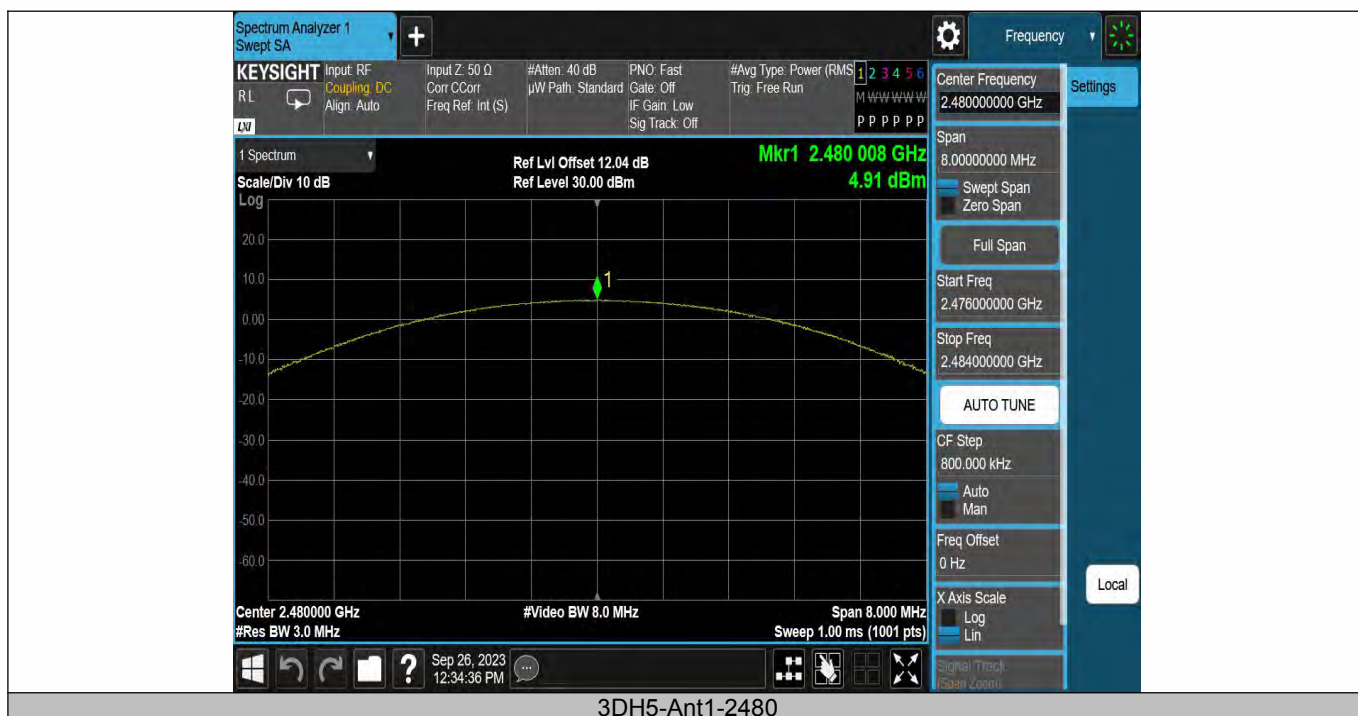 Spectrum Analyzer 1
Swept SA
+
Frequency
KEYSIGHT
RL
LXI
Input: RF
Coupling: DC
Align: Auto
Input Z: 50 Ω
Corr CCorr
Freq Ref: Int (S)
#Atten: 40 dB
µW Path: Standard
PNO: Fast
Gate: Off
IF Gain: Low
Sig Track: Off
#Avg Type: Power (RMS
Trig: Free Run
1 2 3 4 5 6
M W W W W W
P P P P P P
1 Spectrum
Scale/Div 10 dB
Log
Ref Lvl Offset 12.04 dB
Ref Level 30.00 dBm
Mkr1 2.480 008 GHz
4.91 dBm
20.0
10.0
0.00
-10.0
-20.0
-30.0
-40.0
-50.0
-60.0
1
Center 2.480000 GHz
#Video BW 8.0 MHz
Span 8.000 MHz
#Res BW 3.0 MHz
Sweep 1.00 ms (1001 pts)
Center Frequency
2.480000000 GHz
Settings
Span
8.00000000 MHz
Swept Span
Zero Span
Full Span
Start Freq
2.476000000 GHz
Stop Freq
2.484000000 GHz
AUTO TUNE
CF Step
800.000 kHz
Auto
Man
Freq Offset
0 Hz
X Axis Scale
Log
Lin
Signal Track
(Span Zoom)
Local
?
Sep 26, 2023
12:34:36 PM
3DH5-Ant1-2480